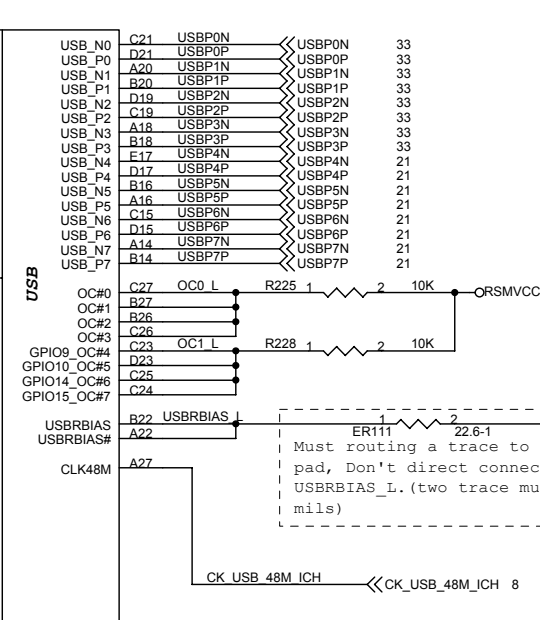 USB_N0 C21 USBP0N USBP0N 33
USB_P0 D21 USBP0P USBP0P 33
USB_N1 A20 USBP1N USBP1N 33
USB_P1 B20 USBP1P USBP1P 33
USB_N2 D19 USBP2N USBP2N 33
USB_P2 C19 USBP2P USBP2P 33
USB_N3 A18 USBP3N USBP3N 33
USB_P3 B18 USBP3P USBP3P 33
USB_N4 E17 USBP4N USBP4N 21
USB_P4 D17 USBP4P USBP4P 21
USB_N5 B16 USBP5N USBP5N 21
USB_P5 A16 USBP5P USBP5P 21
USB_N6 C15 USBP6N USBP6N 21
USB_P6 D15 USBP6P USBP6P 21
USB_N7 A14 USBP7N USBP7N 21
USB_P7 B14 USBP7P USBP7P 21
USB
OC#0 C27 OC0_L R225 1 2 10K RSMVCC
OC#1 B27
OC#2 B26
OC#3 C26
GPIO9_OC#4 C23 OC1_L R228 1 2 10K
GPIO10_OC#5 D23
GPIO14_OC#6 C25
GPIO15_OC#7 C24
USBRBIAS B22 USBRBIAS_L 1 2
USBRBIAS# A22 ER111 22.6-1
Must routing a trace to
pad, Don't direct connec
USBRBIAS_L.(two trace mu
mils)
CLK48M A27
CK_USB_48M_ICH CK_USB_48M_ICH 8